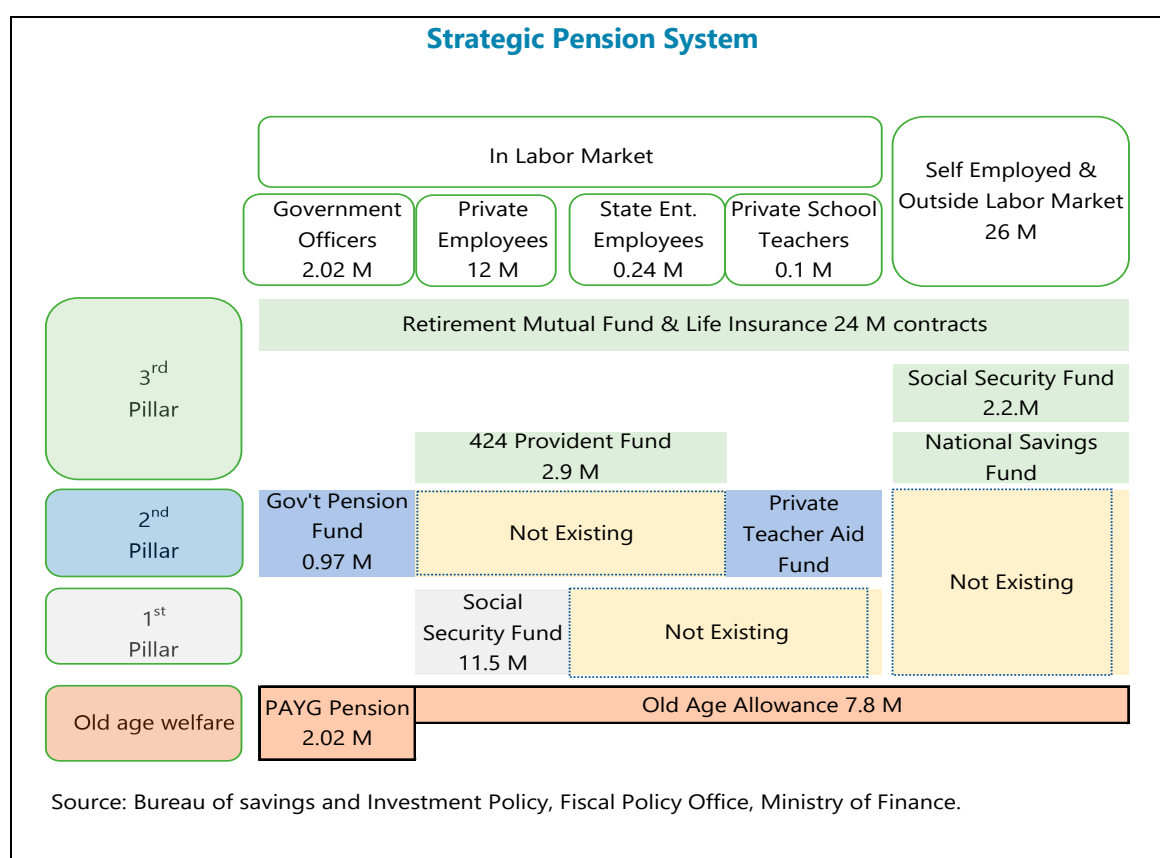 Strategic Pension System
In Labor Market
Self Employed &
Outside Labor Market
26 M
Government
Officers
2.02 M
Private
Employees
12 M
State Ent.
Employees
0.24 M
Private School
Teachers
0.1 M
3rd
Pillar
Retirement Mutual Fund & Life Insurance 24 M contracts
Social Security Fund
2.2.M
424 Provident Fund
2.9 M
National Savings
Fund
2nd
Pillar
Gov't Pension
Fund
0.97 M
Not Existing
Private
Teacher Aid
Fund
Not Existing
1st
Pillar
Social
Security Fund
11.5 M
Not Existing
Old age welfare
PAYG Pension
2.02 M
Old Age Allowance 7.8 M
Source: Bureau of savings and Investment Policy, Fiscal Policy Office, Ministry of Finance.